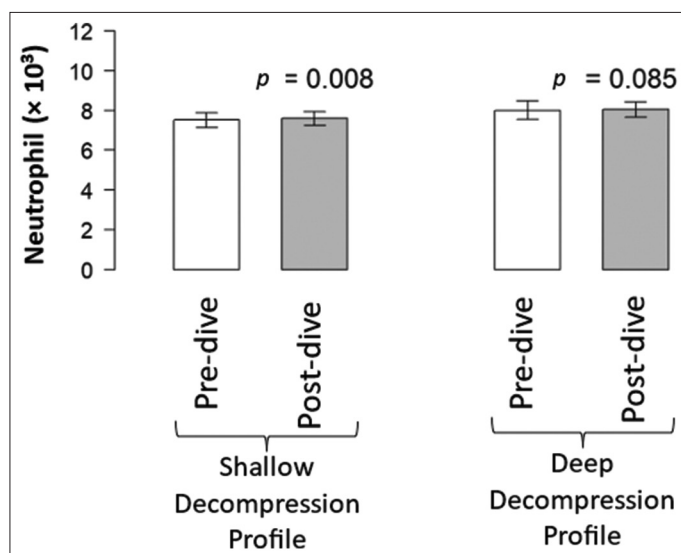 Neutrophil (× 10³)
12
10
8
6
4
2
0
p = 0.008
p = 0.085
Pre-dive
Post-dive
Pre-dive
Post-dive
Shallow
Decompression
Profile
Deep
Decompression
Profile